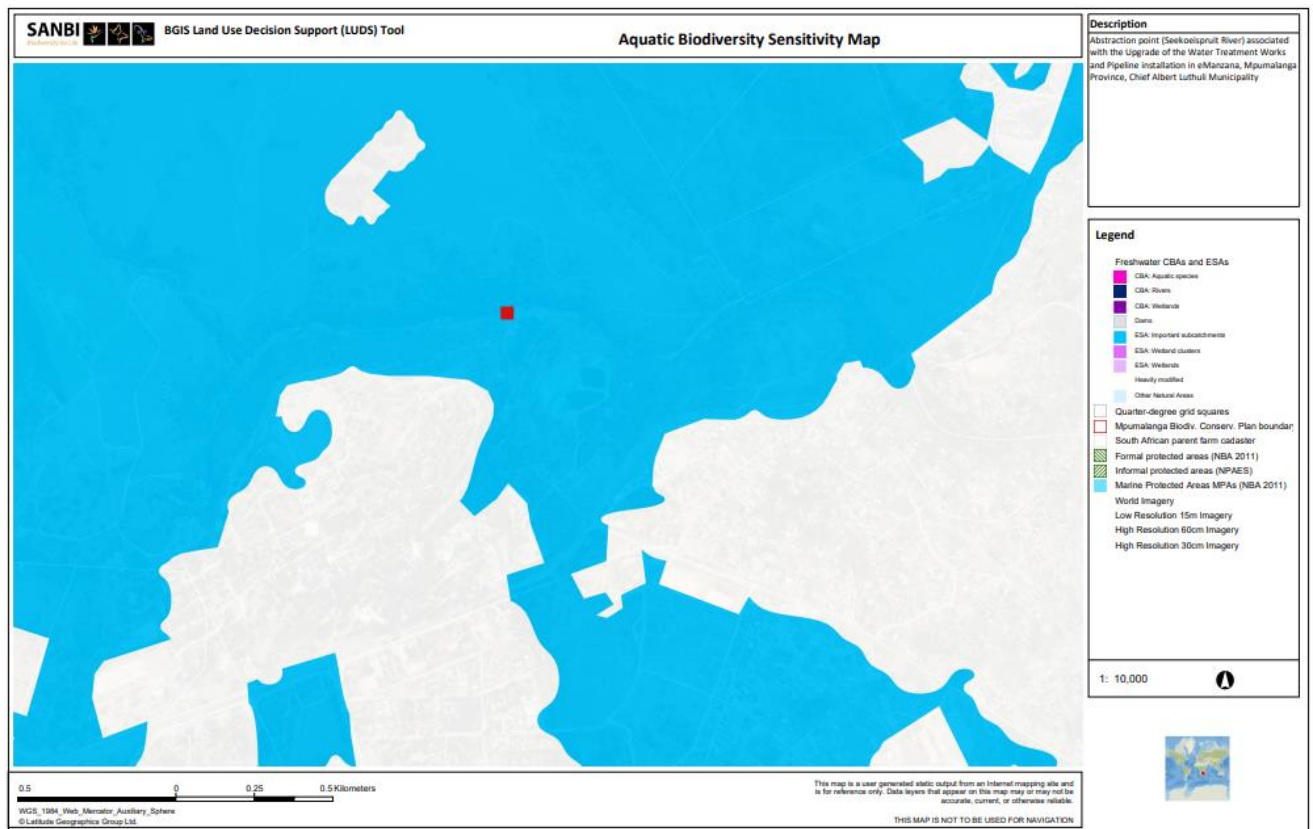 SANBI
Biodiversity for Life
BGIS Land Use Decision Support (LUDS) Tool
Aquatic Biodiversity Sensitivity Map
Description
Abstraction point (Seekoeispruit River) associated
with the Upgrade of the Water Treatment Works
and Pipeline installation in eManzana, Mpumalanga
Province, Chief Albert Luthuli Municipality
Legend
Freshwater CBAs and ESAs
CBA: Aquatic species
CBA: Rivers
CBA: Wetlands
Dams
ESA: Important subcatchments
ESA: Wetland clusters
ESA: Wetlands
Heavily modified
Other Natural Areas
Quarter-degree grid squares
Mpumalanga Biodiv. Conserv. Plan boundar
South African parent farm cadaster
Formal protected areas (NBA 2011)
Informal protected areas (NPAES)
Marine Protected Areas MPAs (NBA 2011)
World Imagery
Low Resolution 15m Imagery
High Resolution 60cm Imagery
High Resolution 30cm Imagery
1: 10,000
0.5 0 0.25 0.5 Kilometers
WGS_1984_Web_Mercator_Auxiliary_Sphere
© Latitude Geographics Group Ltd.
This map is a user generated static output from an Internet mapping site and
is for reference only. Data layers that appear on this map may or may not be
accurate, current, or otherwise reliable.
THIS MAP IS NOT TO BE USED FOR NAVIGATION